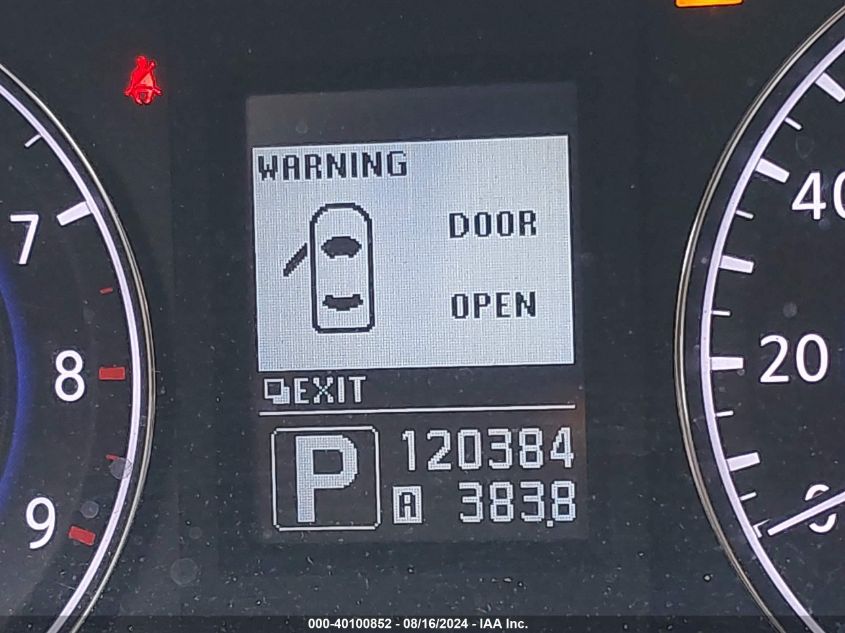 WARNING
DOOR
OPEN
EXIT
P
120384
A 383.8
7
8
9
40
20
0
000-40100852 - 08/16/2024 - IAA Inc.